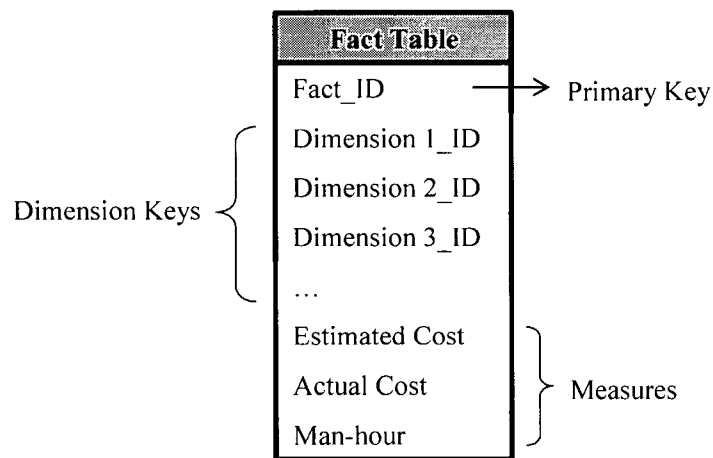 Fact Table
Fact_ID
Primary Key
Dimension 1_ID
Dimension 2_ID
Dimension Keys
Dimension 3_ID
...
Estimated Cost
Actual Cost
Measures
Man-hour